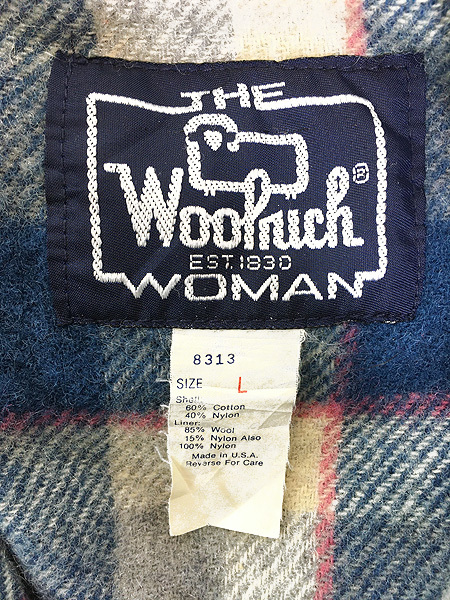 THE
Woolrich®
EST. 1830
WOMAN
8313
SIZE L
Shell:
60% Cotton
40% Nylon
Liner:
85% Wool
15% Nylon Also
100% Nylon
Made in U.S.A.
Reverse For Care